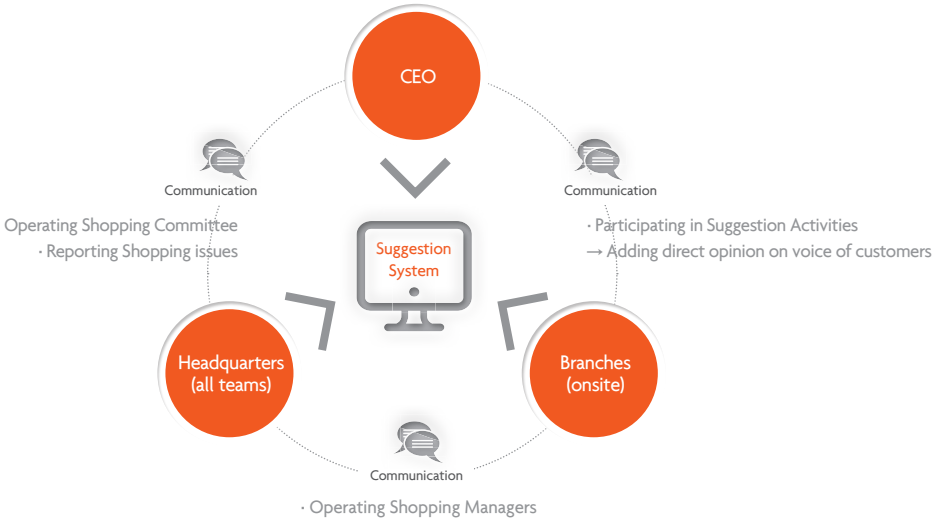 CEO
Communication
Operating Shopping Committee
· Reporting Shopping issues
Communication
· Participating in Suggestion Activities
→ Adding direct opinion on voice of customers
Suggestion
System
Headquarters
(all teams)
Branches
(onsite)
Communication
· Operating Shopping Managers